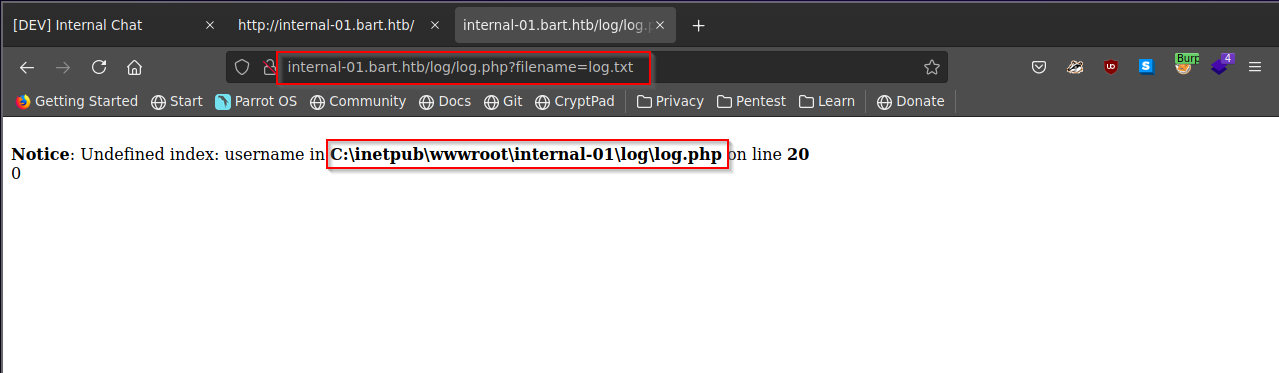 [DEV] Internal Chat
http://internal-01.bart.htb/
internal-01.bart.htb/log/log.p
internal-01.bart.htb/log/log.php?filename=log.txt
UD
S
Burp
4
Getting Started Start Parrot OS Community Docs Git CryptPad Privacy Pentest Learn Donate
Notice: Undefined index: username in C:\inetpub\wwwroot\internal-01\log\log.php on line 20
0